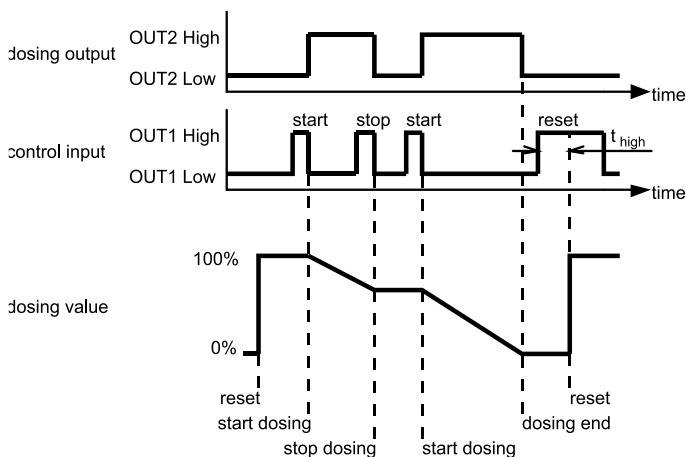 OUT2 High
dosing output
OUT2 Low
time
start stop start reset
OUT1 High
t high
control input
OUT1 Low
time
100%
dosing value
0%
reset reset
start dosing dosing end
stop dosing start dosing